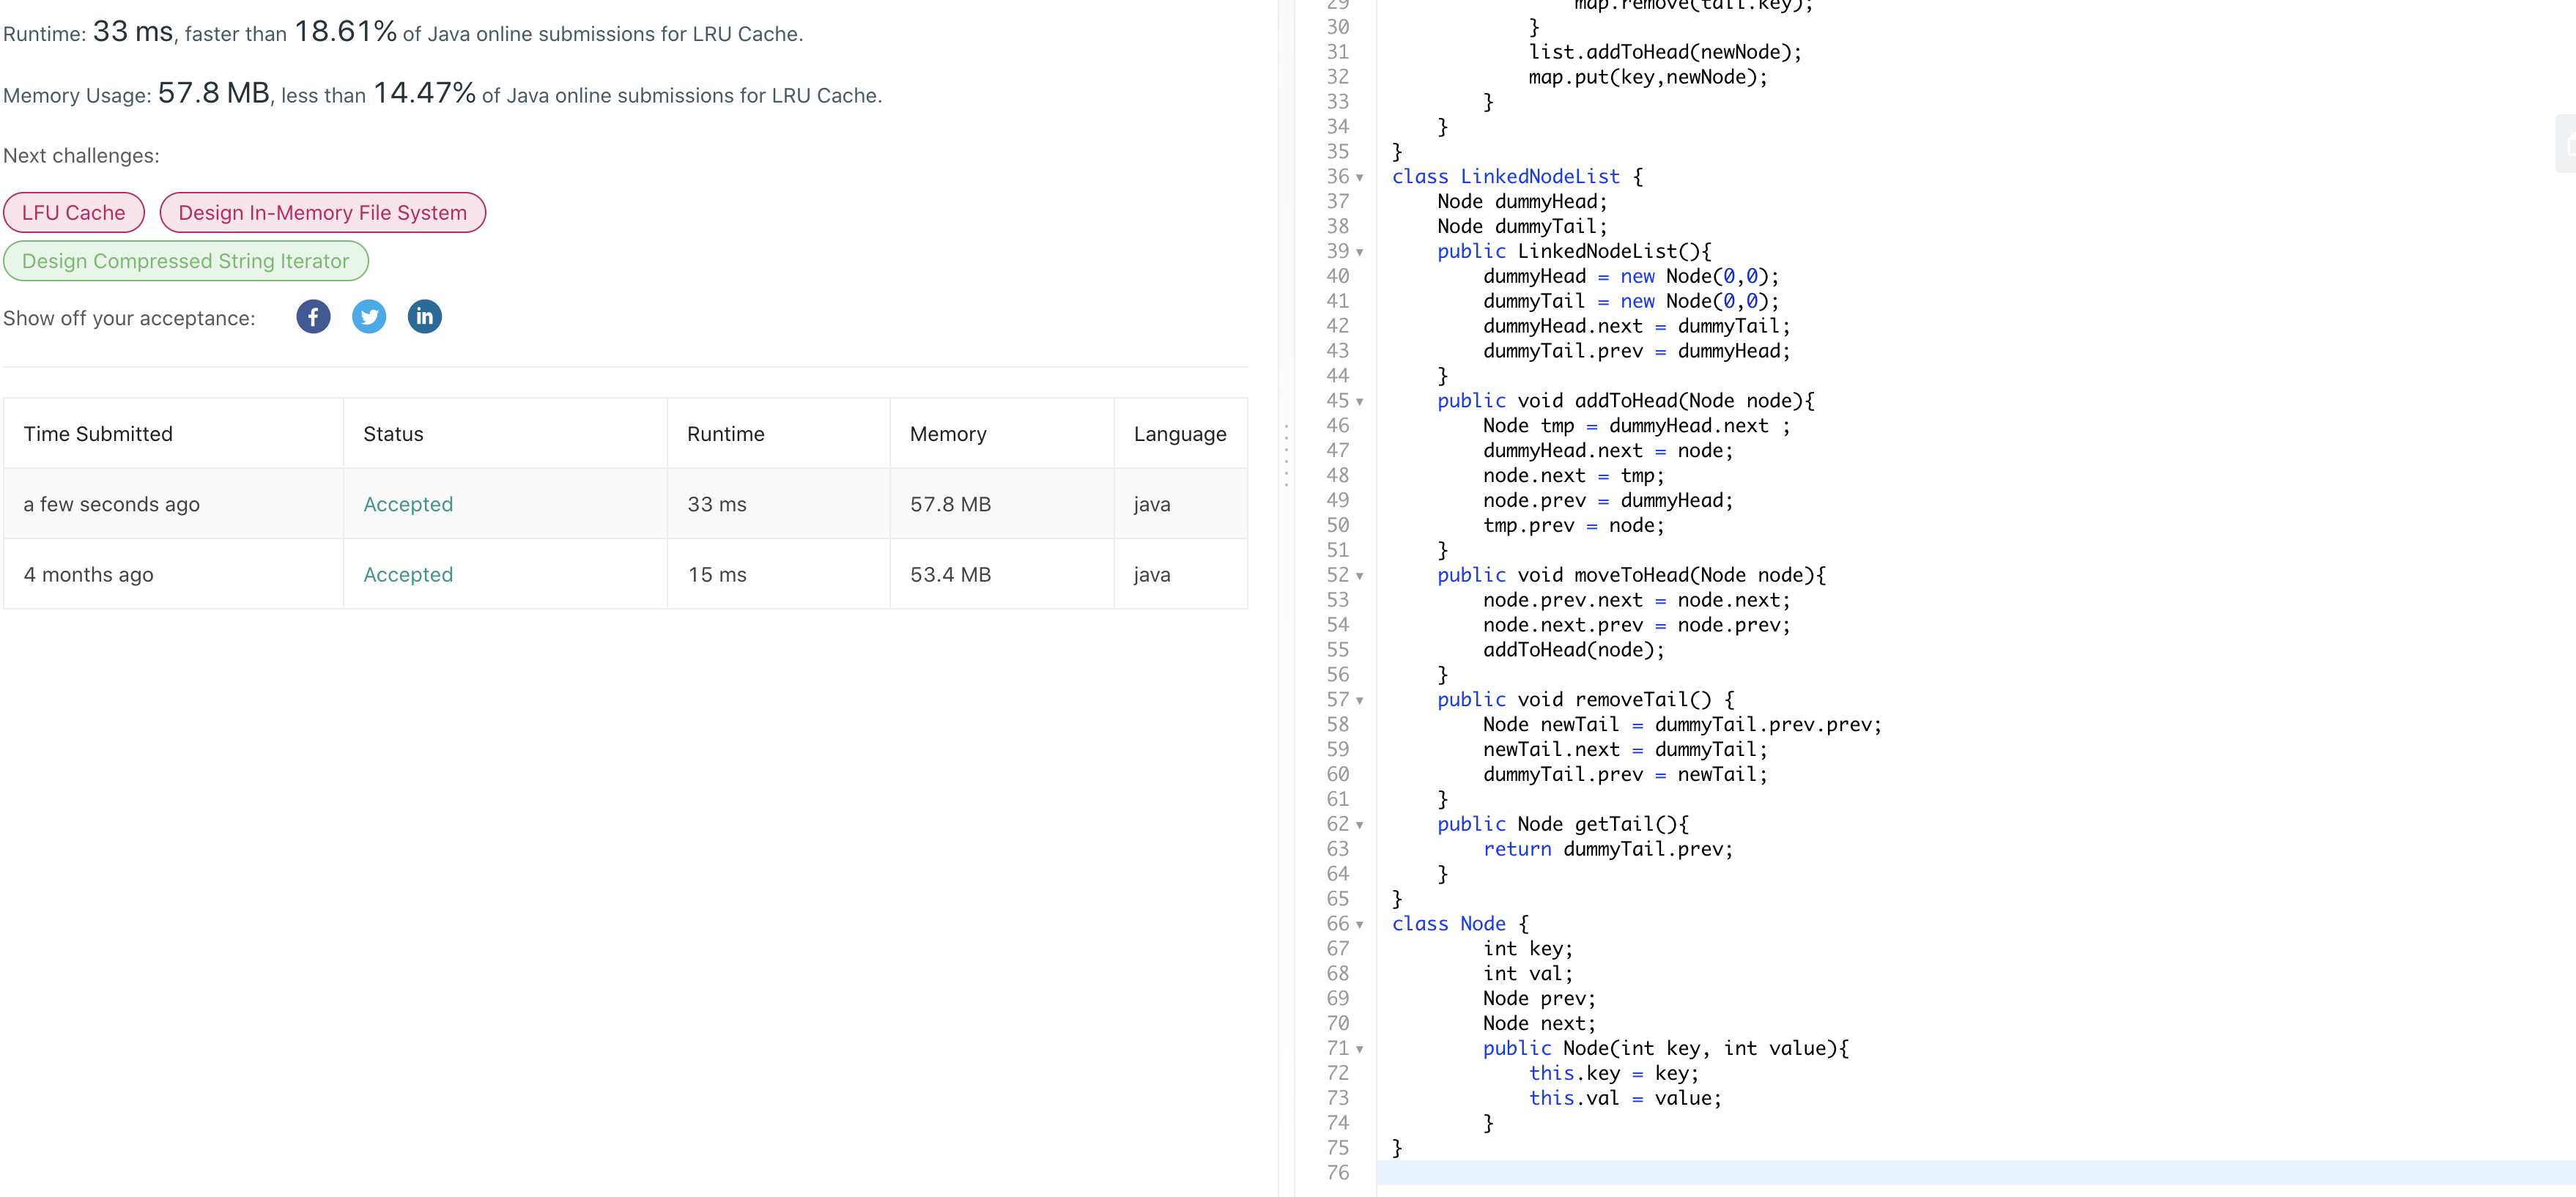 Runtime: 33 ms, faster than 18.61% of Java online submissions for LRU Cache.
Memory Usage: 57.8 MB, less than 14.47% of Java online submissions for LRU Cache.
Next challenges:
LFU Cache
Design In-Memory File System
Design Compressed String Iterator
Show off your acceptance:
f
in
Time Submitted Status Runtime Memory Language
a few seconds ago Accepted 33 ms 57.8 MB java
4 months ago Accepted 15 ms 53.4 MB java
29 map.remove(tail.key);
30 }
31 list.addToHead(newNode);
32 map.put(key,newNode);
33 }
34 }
35 }
36 class LinkedNodeList {
37 Node dummyHead;
38 Node dummyTail;
39 public LinkedNodeList(){
40 dummyHead = new Node(0,0);
41 dummyTail = new Node(0,0);
42 dummyHead.next = dummyTail;
43 dummyTail.prev = dummyHead;
44 }
45 public void addToHead(Node node){
46 Node tmp = dummyHead.next ;
47 dummyHead.next = node;
48 node.next = tmp;
49 node.prev = dummyHead;
50 tmp.prev = node;
51 }
52 public void moveToHead(Node node){
53 node.prev.next = node.next;
54 node.next.prev = node.prev;
55 addToHead(node);
56 }
57 public void removeTail() {
58 Node newTail = dummyTail.prev.prev;
59 newTail.next = dummyTail;
60 dummyTail.prev = newTail;
61 }
62 public Node getTail(){
63 return dummyTail.prev;
64 }
65 }
66 class Node {
67 int key;
68 int val;
69 Node prev;
70 Node next;
71 public Node(int key, int value){
72 this.key = key;
73 this.val = value;
74 }
75 }
76